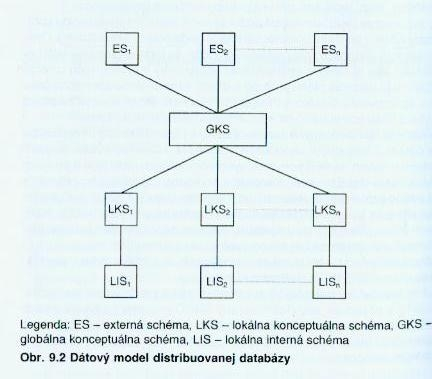 ES1 ES2 ESn
GKS
LKS1 LKS2 LKSn
LIS1 LIS2 LISn
Legenda: ES – externá schéma, LKS – lokálna konceptuálna schéma, GKS –
globálna konceptuálna schéma, LIS – lokálna interná schéma
Obr. 9.2 Dátový model distribuovanej databázy